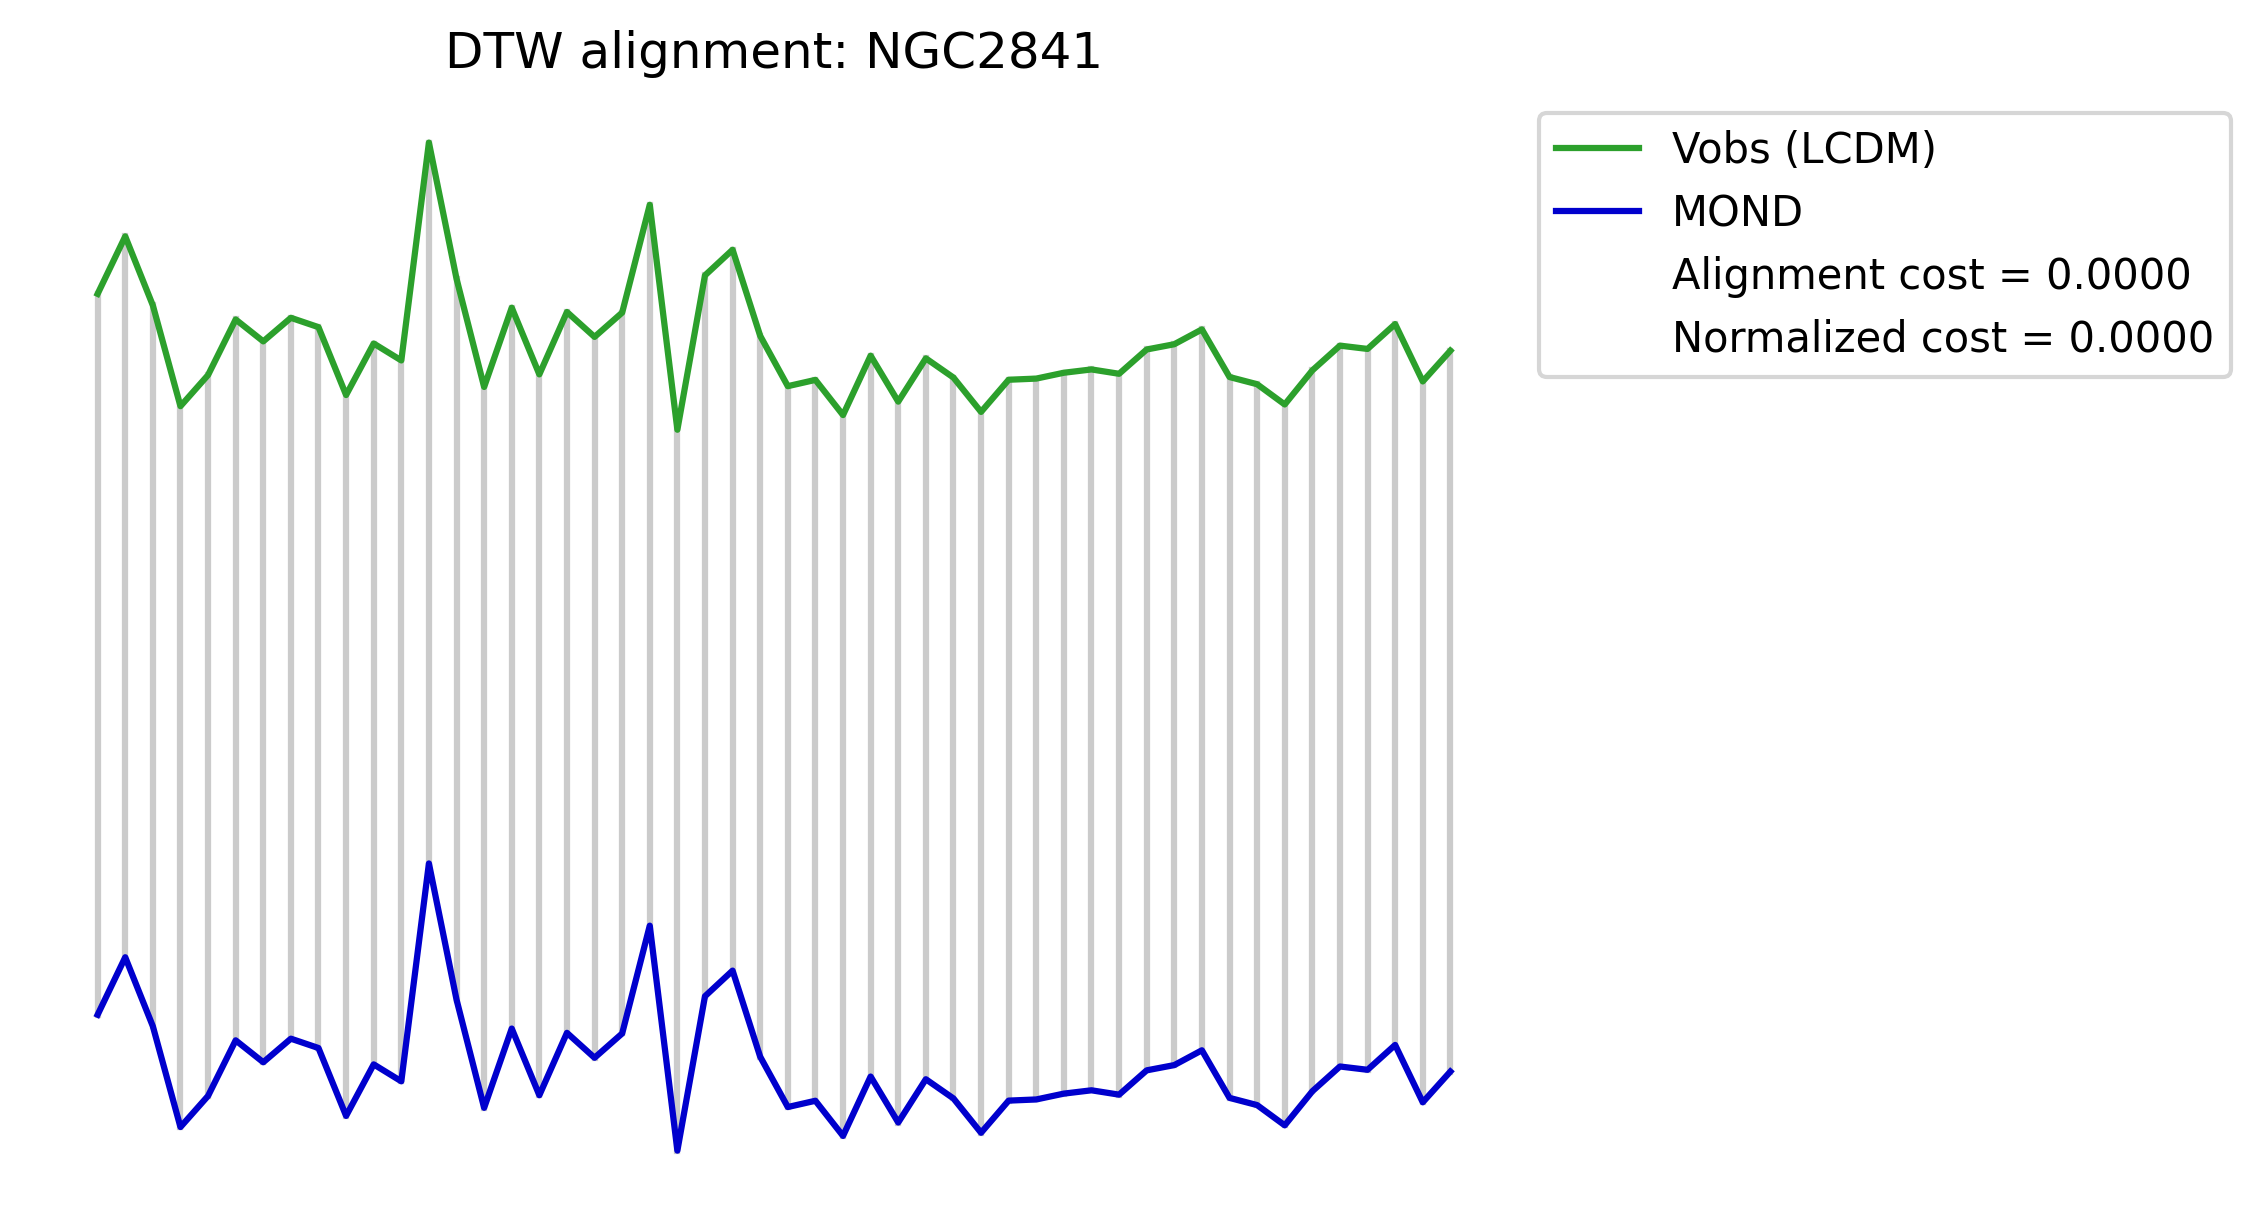 DTW alignment: NGC2841
Vobs (LCDM)
MOND
Alignment cost = 0.0000
Normalized cost = 0.0000